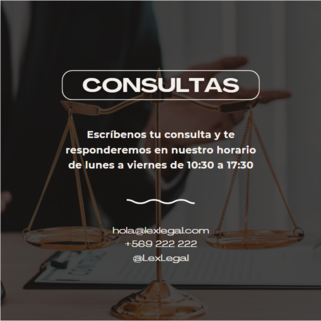 CONSULTAS
Escríbenos tu consulta y te
responderemos en nuestro horario
de lunes a viernes de 10:30 a 17:30
hola@lexlegal.com
+569 222 222
@LexLegal